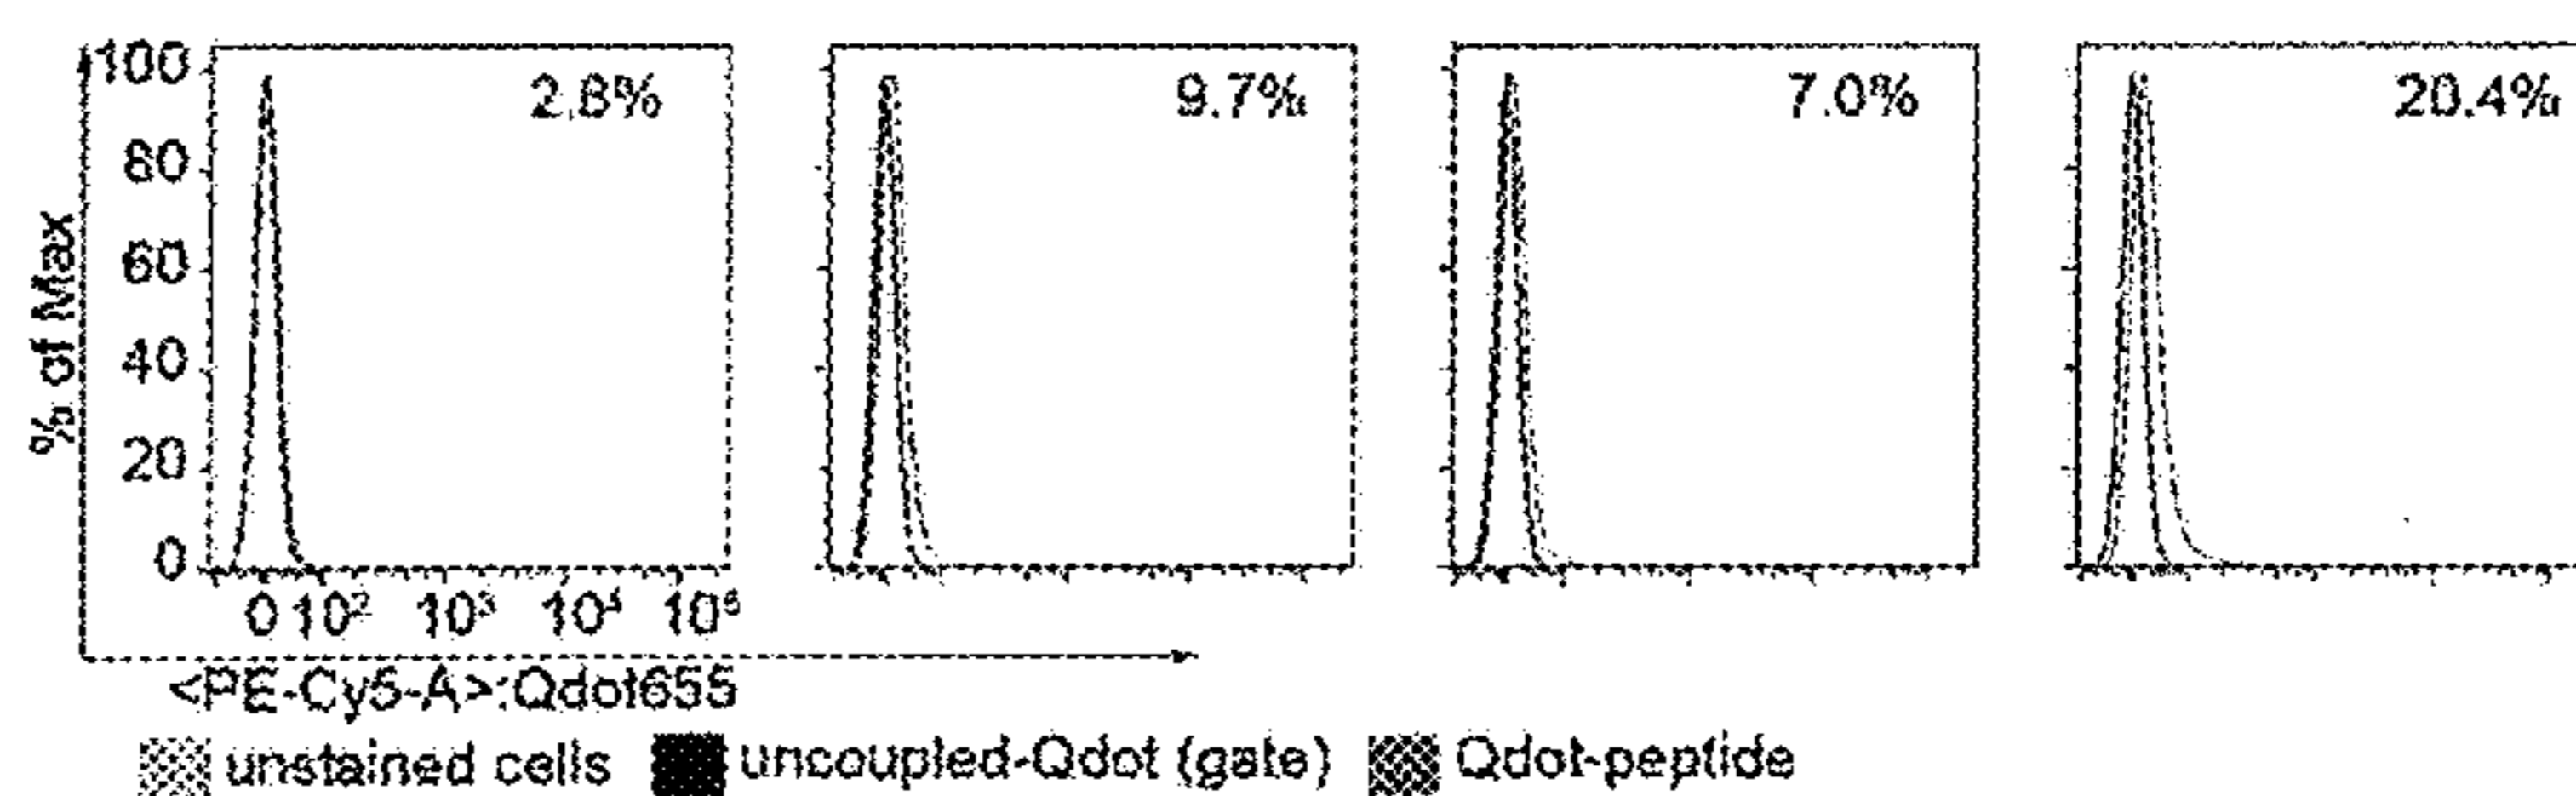 % of Max
100
80
60
40
20
0
2.8%
9.7%
7.0%
20.4%
0 10² 10³ 10⁴ 10⁵
<PE-Cy5-A>:Qdot655
unstained cells uncoupled-Qdot (gate) Qdot-peptide